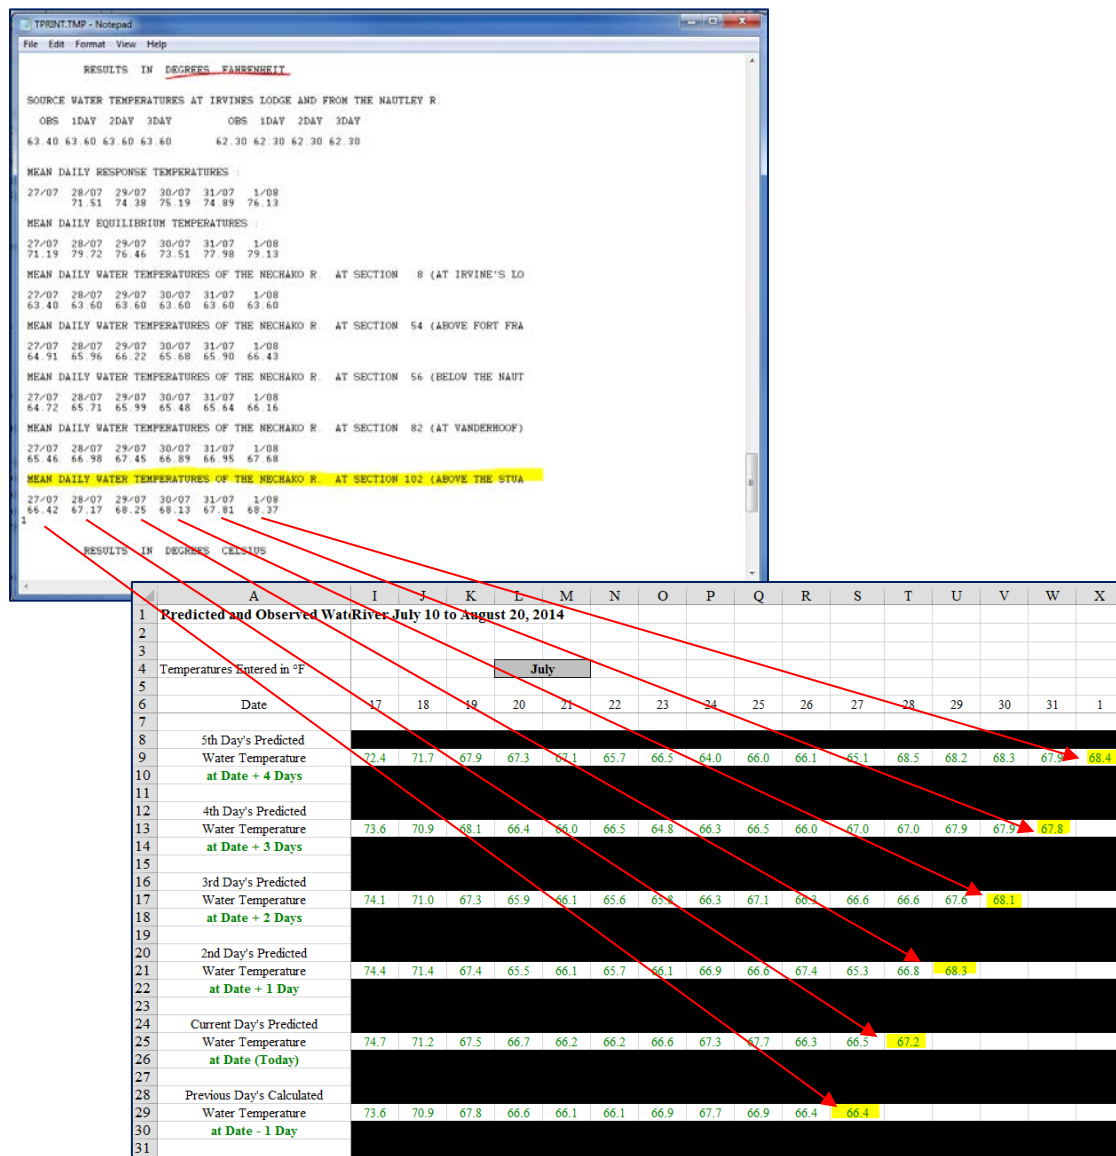 TPRINT.TMP - Notepad
File Edit Format View Help
RESULTS IN DEGREES FAHRENHEIT
SOURCE WATER TEMPERATURES AT IRVINES LODGE AND FROM THE NAUTLEY R.
OBS 1DAY 2DAY 3DAY OBS 1DAY 2DAY 3DAY
63.40 63.60 63.60 63.60 62.30 62.30 62.30 62.30
MEAN DAILY RESPONSE TEMPERATURES :
27/07 28/07 29/07 30/07 31/07 1/08
71.51 74.38 75.19 74.89 76.13
MEAN DAILY EQUILIBRIUM TEMPERATURES :
27/07 28/07 29/07 30/07 31/07 1/08
71.19 79.72 76.46 73.51 77.98 79.13
MEAN DAILY WATER TEMPERATURES OF THE NECHAKO R. AT SECTION 8 (AT IRVINE'S LO
27/07 28/07 29/07 30/07 31/07 1/08
63.40 63.60 63.60 63.60 63.60 63.60
MEAN DAILY WATER TEMPERATURES OF THE NECHAKO R. AT SECTION 54 (ABOVE FORT FRA
27/07 28/07 29/07 30/07 31/07 1/08
64.91 65.96 66.22 65.68 65.90 66.43
MEAN DAILY WATER TEMPERATURES OF THE NECHAKO R. AT SECTION 56 (BELOW THE NAUT
27/07 28/07 29/07 30/07 31/07 1/08
64.72 65.71 65.99 65.48 65.64 66.16
MEAN DAILY WATER TEMPERATURES OF THE NECHAKO R. AT SECTION 82 (AT VANDERHOOF)
27/07 28/07 29/07 30/07 31/07 1/08
65.46 66.98 67.45 66.89 66.95 67.68
MEAN DAILY WATER TEMPERATURES OF THE NECHAKO R. AT SECTION 102 (ABOVE THE STUA
27/07 28/07 29/07 30/07 31/07 1/08
66.42 67.17 68.25 68.13 67.81 68.37
1
RESULTS IN DEGREES CELSIUS
A I J K L M N O P Q R S T U V W X
1 Predicted and Observed Wat River July 10 to August 20, 2014
2
3
4 Temperatures Entered in °F July
5
6 Date 17 18 19 20 21 22 23 24 25 26 27 28 29 30 31 1
7
8 5th Day's Predicted
9 Water Temperature 72.4 71.7 67.9 67.3 67.1 65.7 66.5 64.0 66.0 66.1 65.1 68.5 68.2 68.3 67.9 68.4
10 at Date + 4 Days
11
12 4th Day's Predicted
13 Water Temperature 73.6 70.9 68.1 66.4 66.0 66.5 64.8 66.3 66.5 66.0 67.0 67.0 67.9 67.9 67.8
14 at Date + 3 Days
15
16 3rd Day's Predicted
17 Water Temperature 74.1 71.0 67.3 65.9 66.1 65.6 65.8 66.3 67.1 66.3 66.6 66.6 67.6 68.1
18 at Date + 2 Days
19
20 2nd Day's Predicted
21 Water Temperature 74.4 71.4 67.4 65.5 66.1 65.7 66.1 66.9 66.6 67.4 65.3 66.8 68.3
22 at Date + 1 Day
23
24 Current Day's Predicted
25 Water Temperature 74.7 71.2 67.5 66.7 66.2 66.2 66.6 67.3 67.7 66.3 66.5 67.2
26 at Date (Today)
27
28 Previous Day's Calculated
29 Water Temperature 73.6 70.9 67.8 66.6 66.1 66.1 66.9 67.7 66.9 66.4 66.4
30 at Date - 1 Day
31